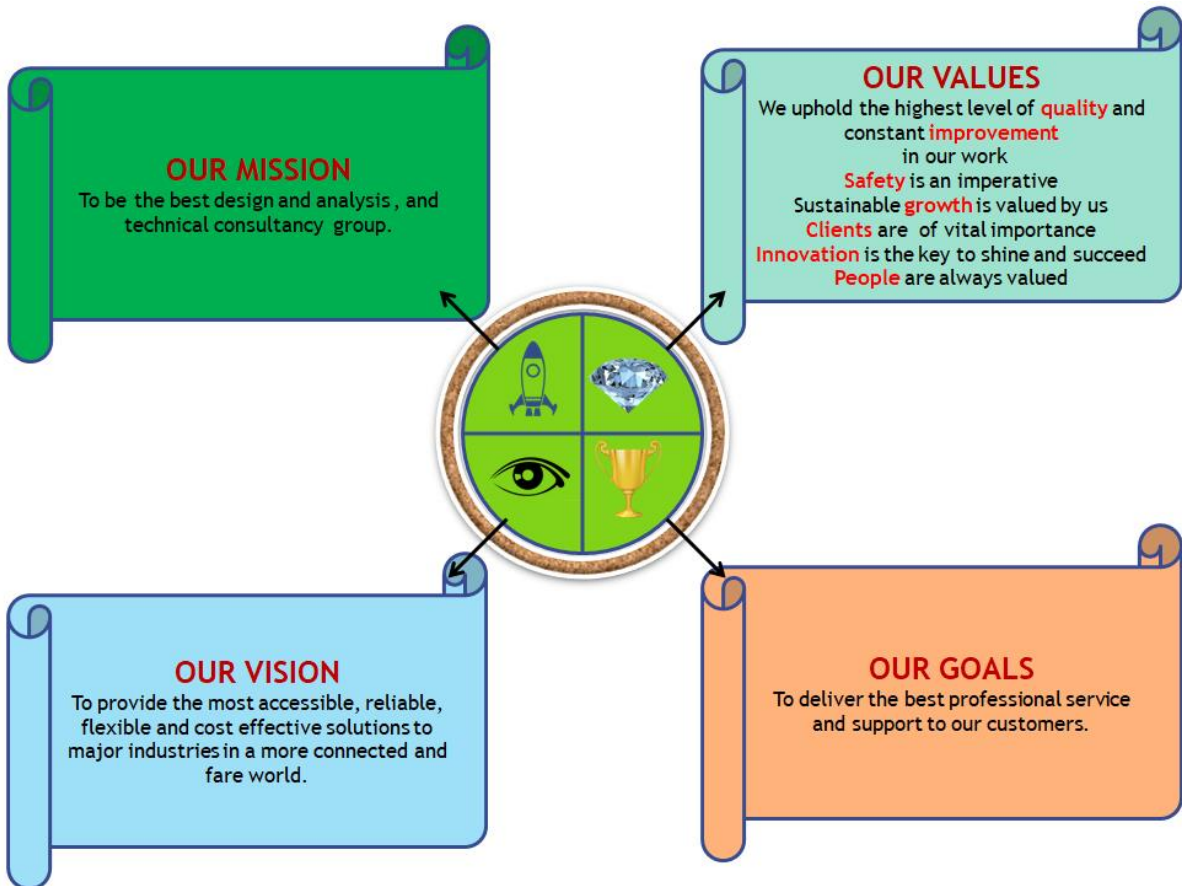 OUR MISSION
To be the best design and analysis , and
technical consultancy group.
OUR VALUES
We uphold the highest level of quality and
constant improvement
in our work
Safety is an imperative
Sustainable growth is valued by us
Clients are of vital importance
Innovation is the key to shine and succeed
People are always valued
OUR VISION
To provide the most accessible, reliable,
flexible and cost effective solutions to
major industries in a more connected and
fare world.
OUR GOALS
To deliver the best professional service
and support to our customers.